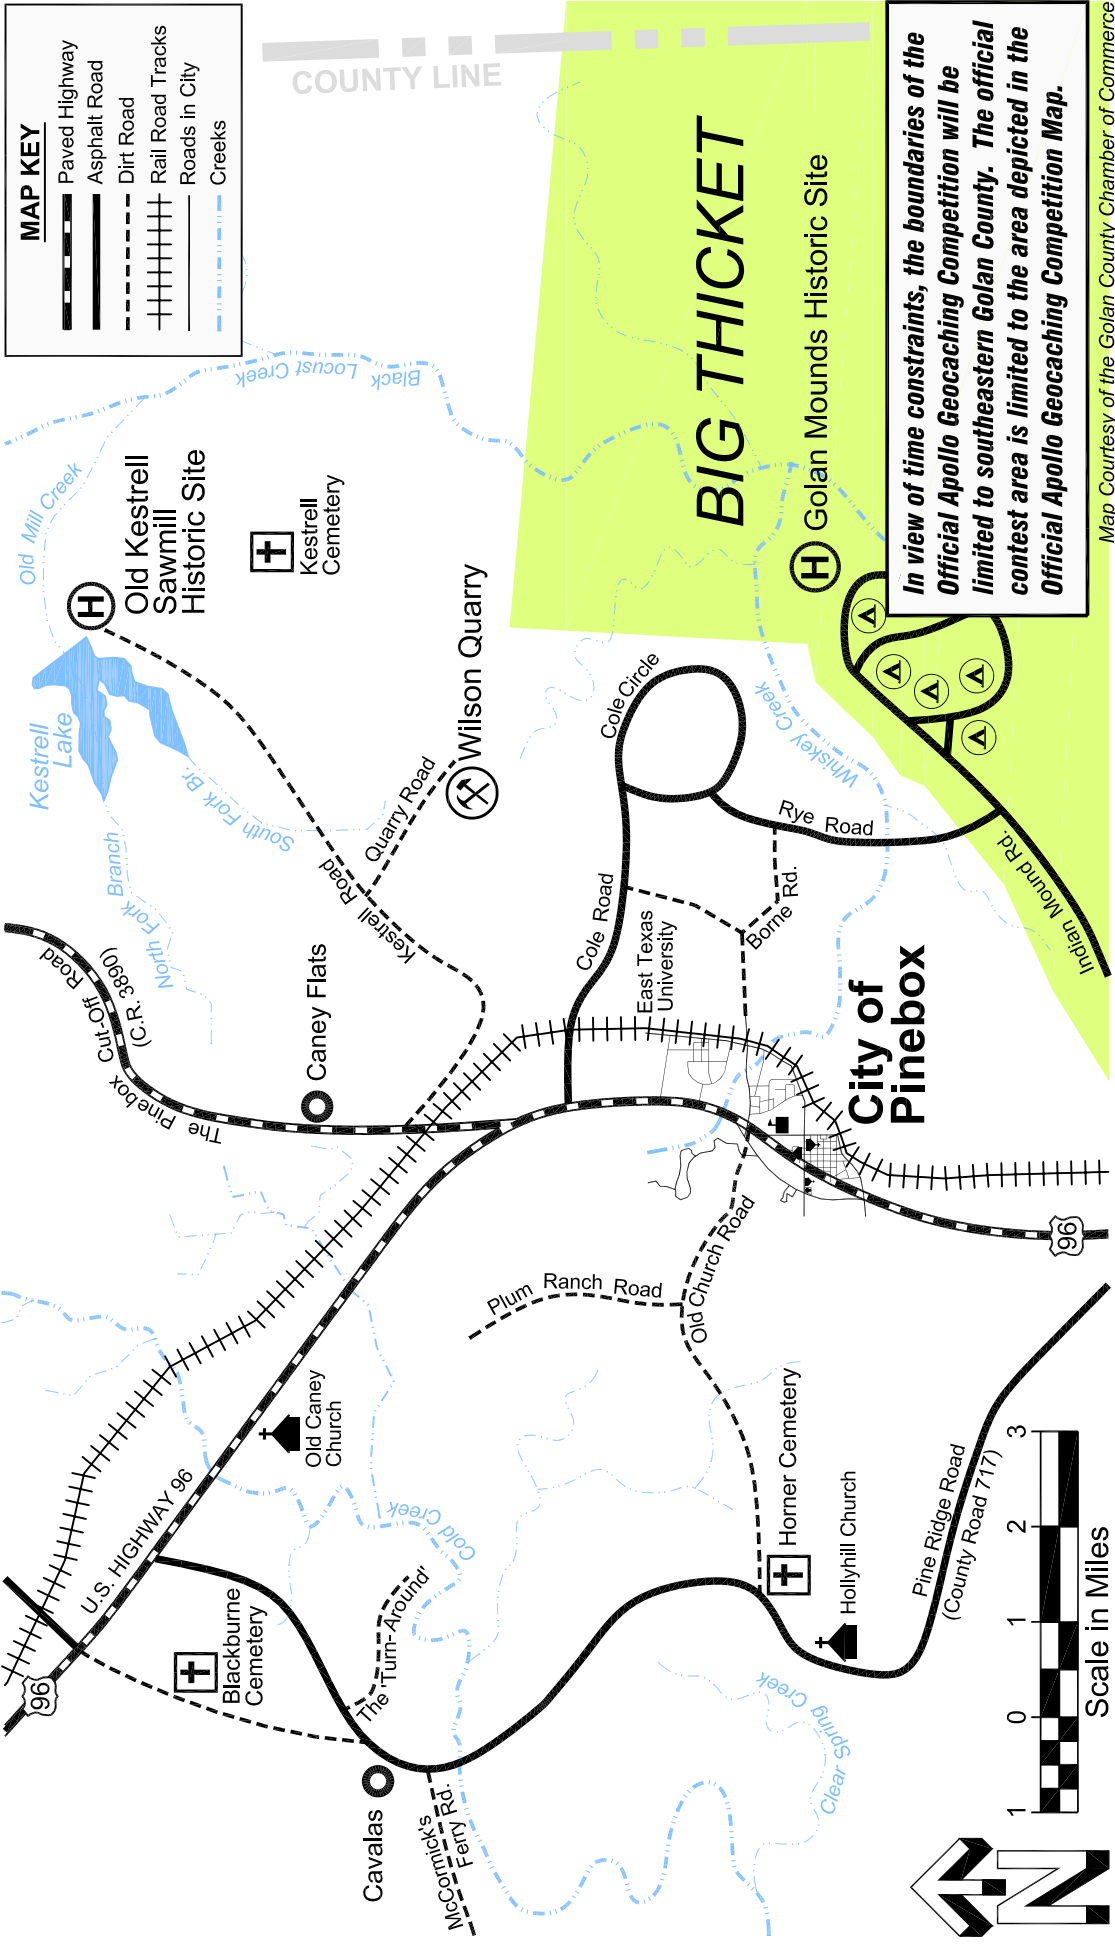 MAP KEY
Paved Highway
Asphalt Road
Dirt Road
Rail Road Tracks
Roads in City
Creeks
COUNTY LINE
BIG THICKET
H
Golan Mounds Historic Site
In view of time constraints, the boundaries of the
Official Apollo Geocaching Competition will be
limited to southeastern Golan County. The official
contest area is limited to the area depicted in the
Official Apollo Geocaching Competition Map.
Map Courtesy of the Golan County Chamber of Commerce
Black Locust Creek
Old Mill Creek
H
Old Kestrell
Sawmill
Historic Site
Kestrell
Cemetery
Kestrell
Lake
South Fork Br.
North Fork Branch
Wilson Quarry
Quarry Road
Kestrell Road
The Pinebox Cut-Off Road
(C.R. 3890)
Caney Flats
Cole Circle
Cole Road
Whiskey Creek
Rye Road
Borne Rd.
Indian Mound Rd.
East Texas
University
City of
Pinebox
96
Old Church Road
Plum Ranch Road
U.S. HIGHWAY 96
96
Old Caney
Church
Cold Creek
Blackburne
Cemetery
The 'Turn-Around'
Cavalas
McCormick's
Ferry Rd.
Horner Cemetery
Hollyhill Church
Pine Ridge Road
(County Road 717)
Clear Spring Creek
1 0 1 2 3
Scale in Miles
N